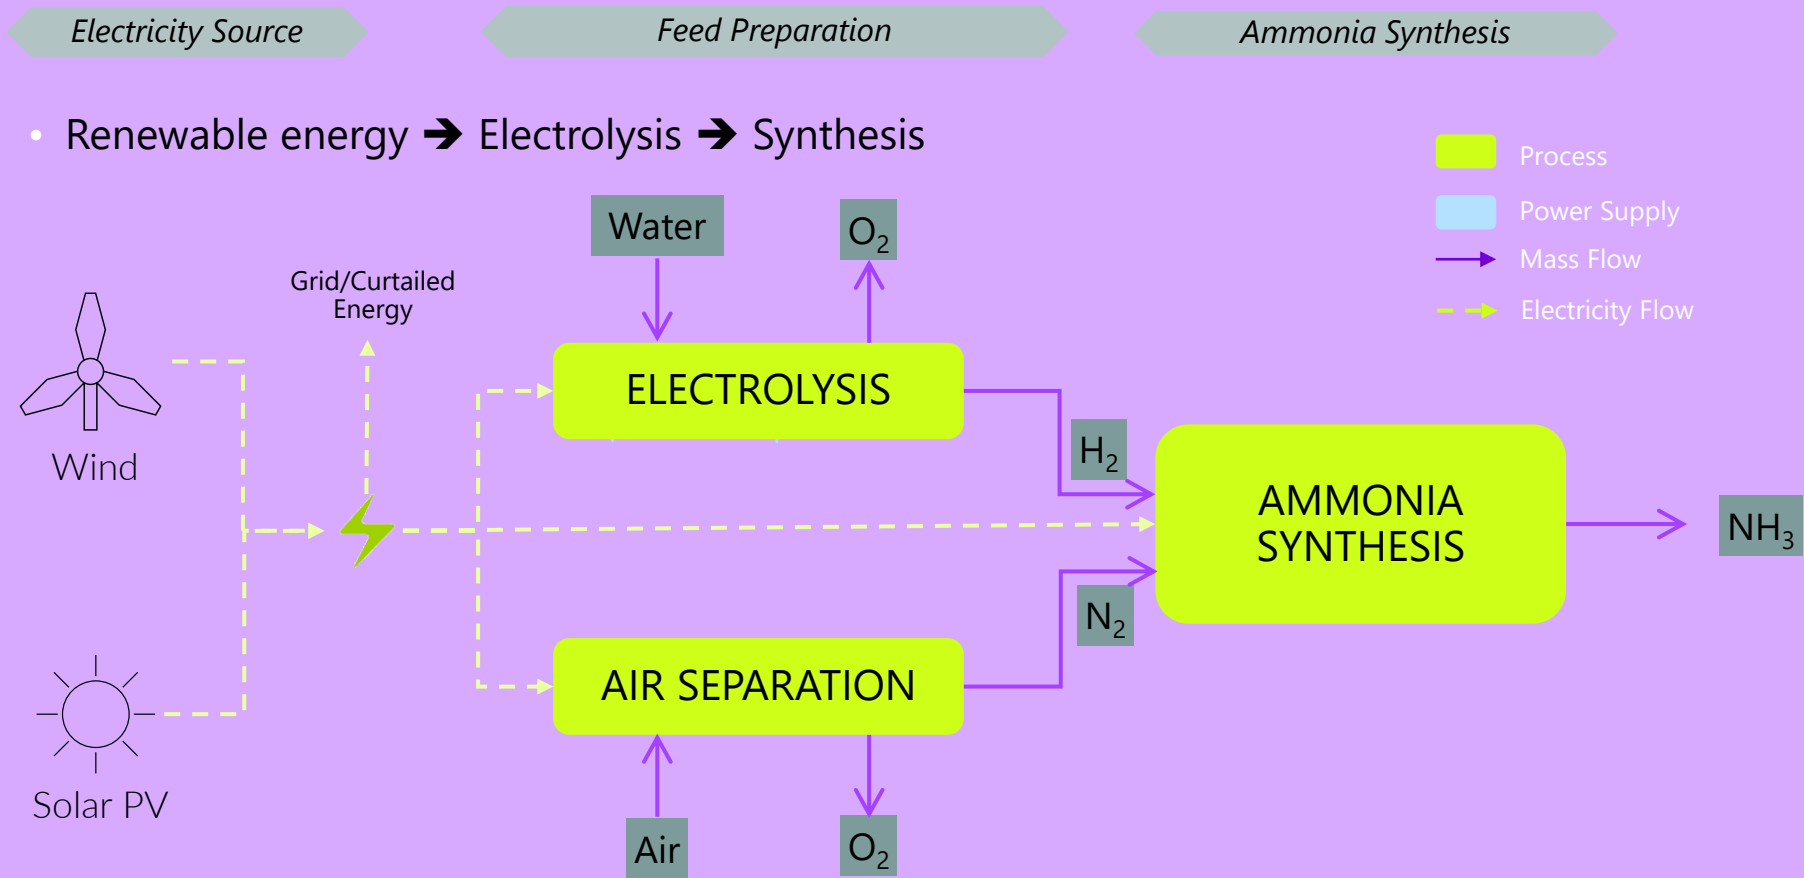 Electricity Source
Feed Preparation
Ammonia Synthesis
• Renewable energy ➔ Electrolysis ➔ Synthesis
Process
Power Supply
Mass Flow
Electricity Flow
Water
O₂
Grid/Curtailed
Energy
Wind
ELECTROLYSIS
H₂
AMMONIA
SYNTHESIS
NH₃
N₂
AIR SEPARATION
Solar PV
Air
O₂